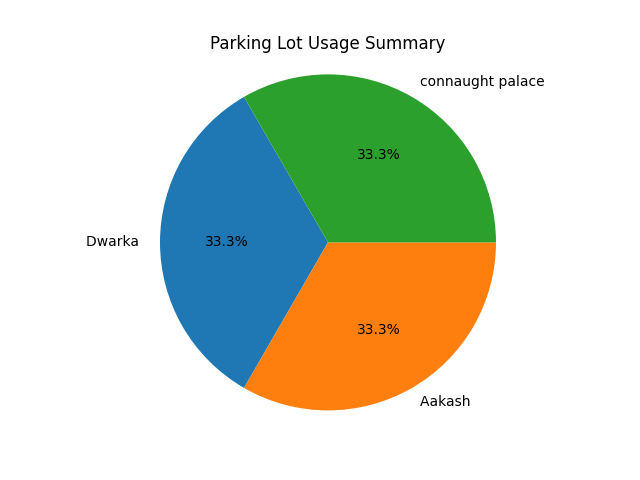 Parking Lot Usage Summary
connaught palace
33.3%
Dwarka
33.3%
33.3%
Aakash